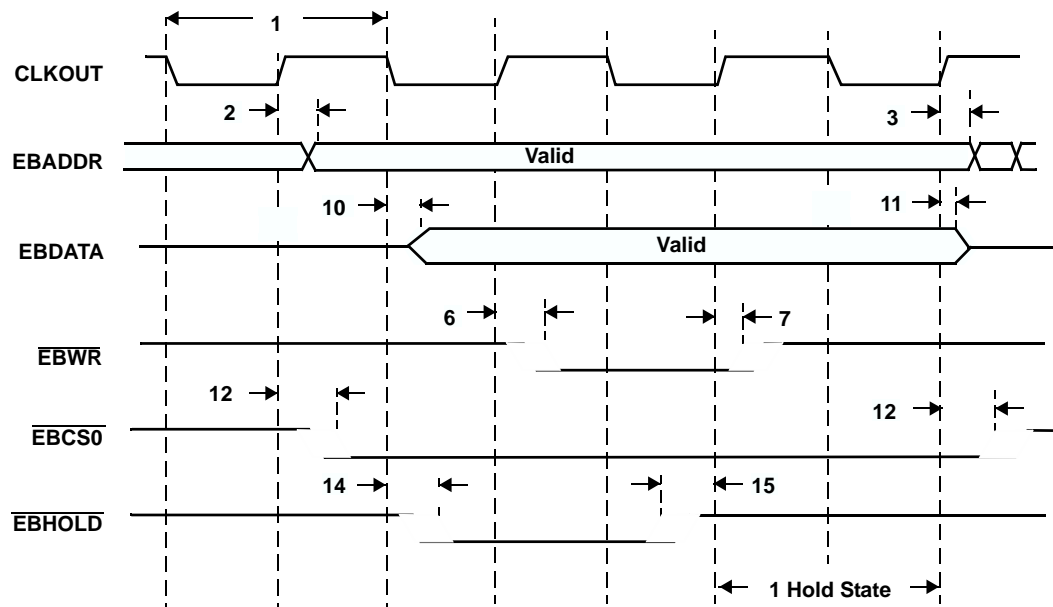 1
CLKOUT
2
3
EBADDR
Valid
10
11
EBDATA
Valid
6
7
EBWR
12
12
EBCS0
14
15
EBHOLD
1 Hold State